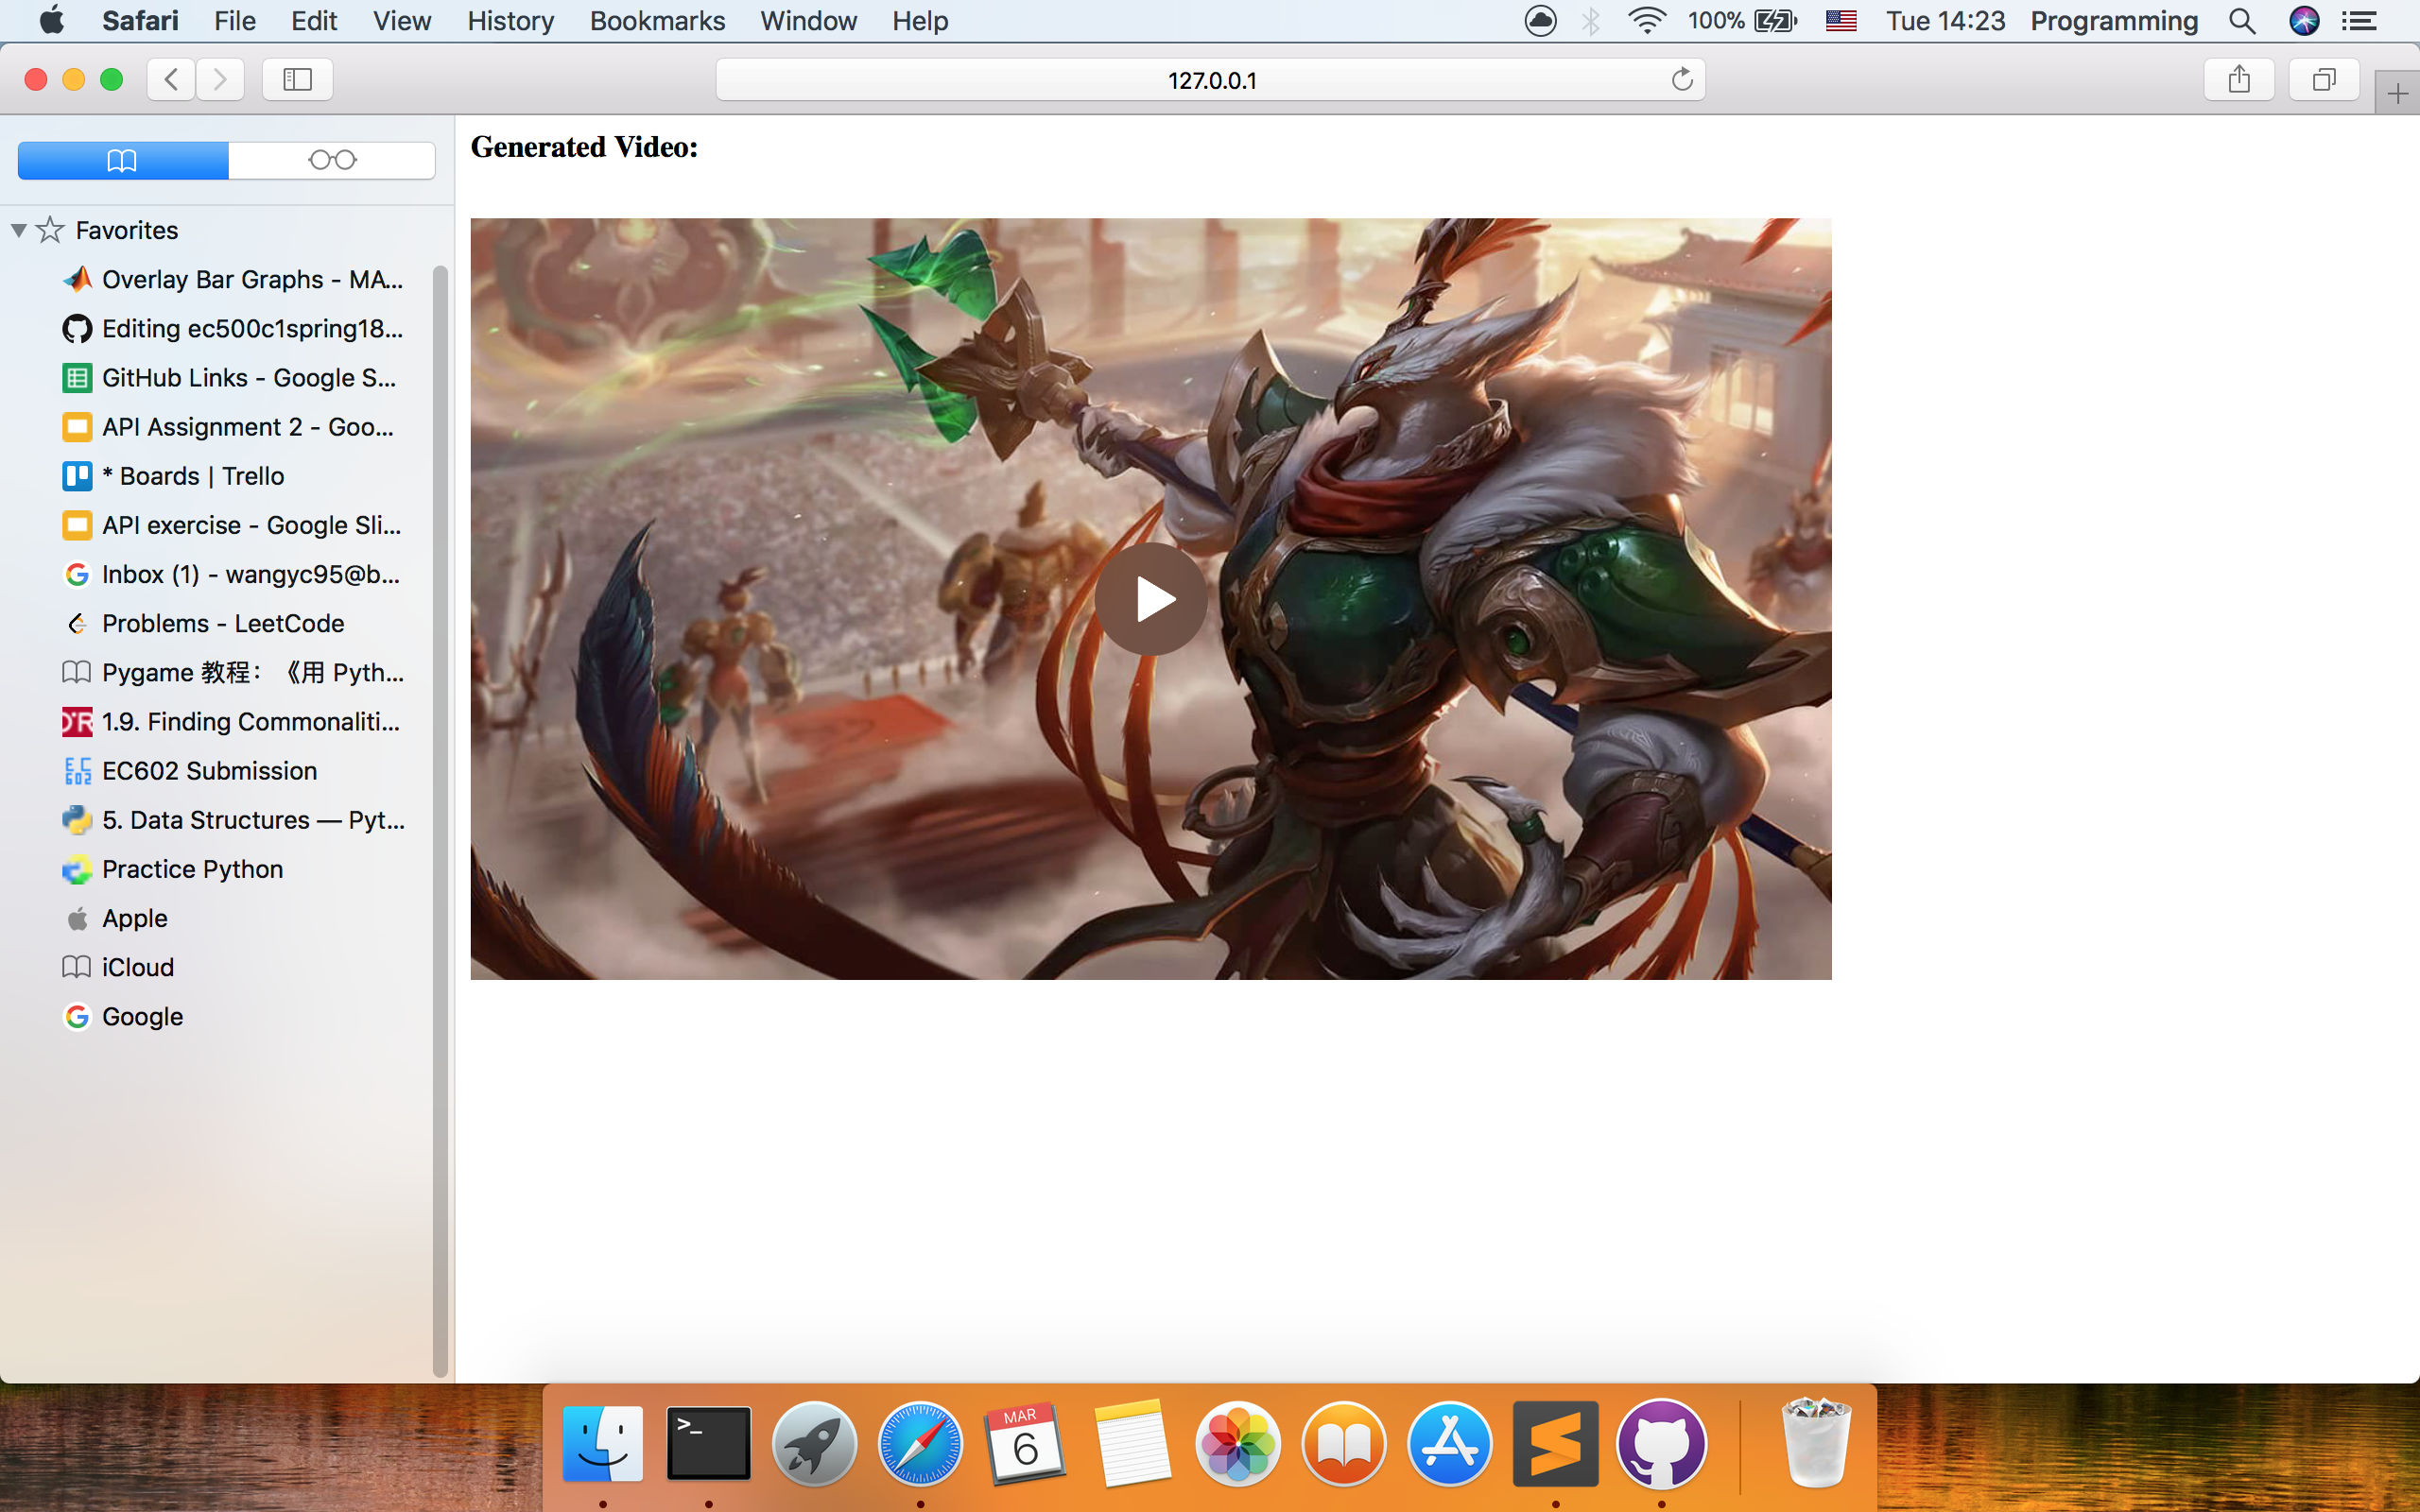 Safari File Edit View History Bookmarks Window Help 100% Tue 14:23 Programming
127.0.0.1
Generated Video:
Favorites
Overlay Bar Graphs - MA...
Editing ec500c1spring18...
GitHub Links - Google S...
API Assignment 2 - Goo...
* Boards | Trello
API exercise - Google Sli...
Inbox (1) - wangyc95@b...
Problems - LeetCode
Pygame 教程：《用 Pyth...
1.9. Finding Commonaliti...
EC602 Submission
5. Data Structures — Pyt...
Practice Python
Apple
iCloud
Google
MAR
6